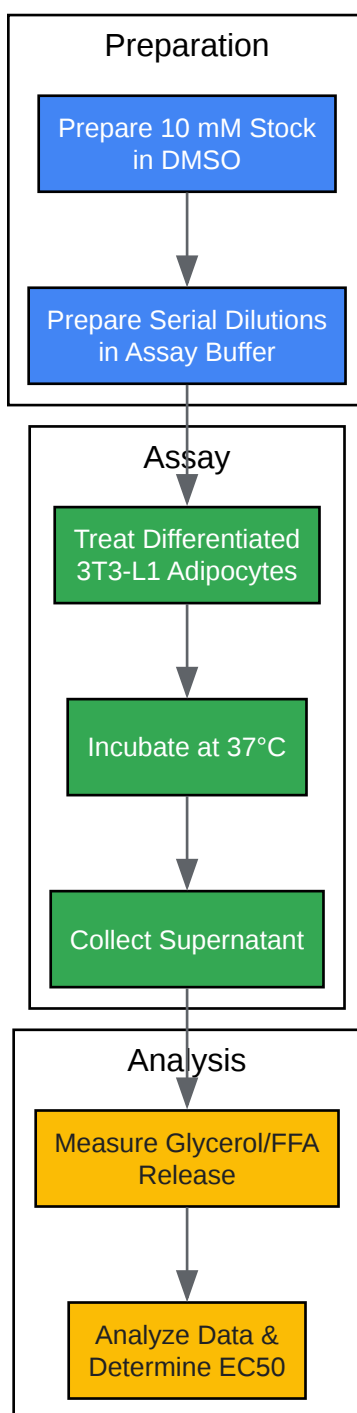 Preparation
Prepare 10 mM Stock
in DMSO
Prepare Serial Dilutions
in Assay Buffer
Assay
Treat Differentiated
3T3-L1 Adipocytes
Incubate at 37°C
Collect Supernatant
Analysis
Measure Glycerol/FFA
Release
Analyze Data &
Determine EC50